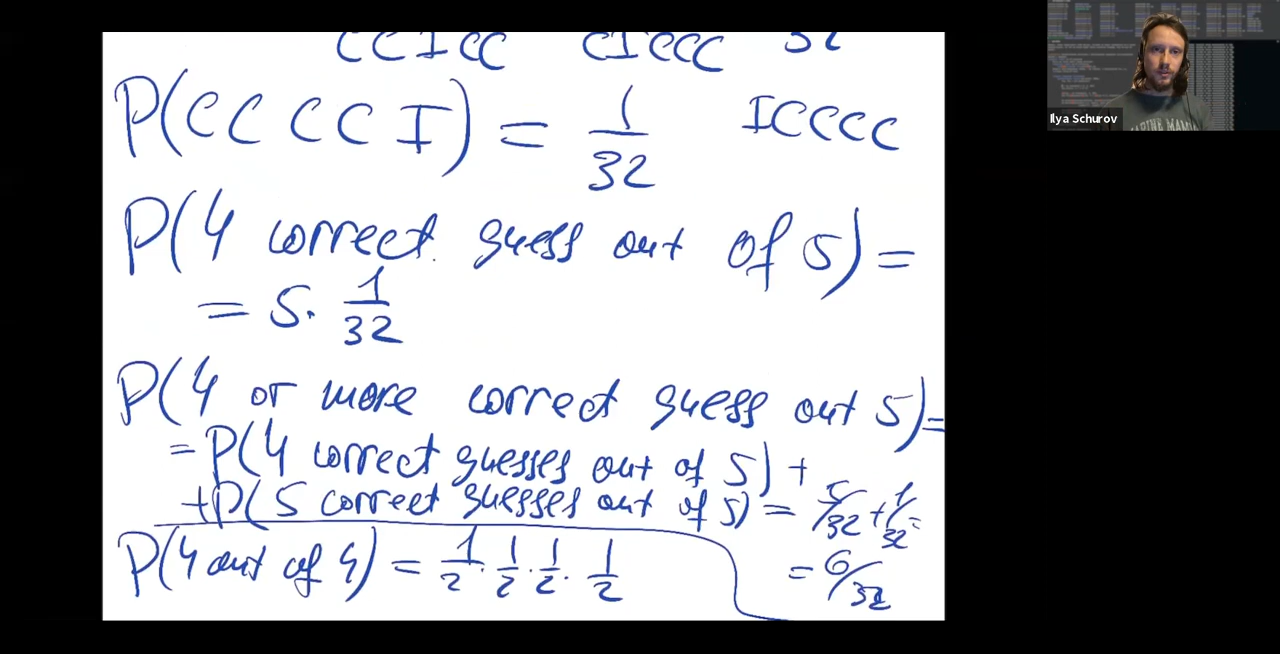 CCICC CICCC 32
P(CCCCI) = 1/32 ICCCC
P(4 correct guess out of 5) =
= 5 · 1/32
P(4 or more correct guess out 5) =
= P(4 correct guesses out of 5) +
+ P(5 correct guesses out of 5) = 5/32 + 1/32 =
= 6/32
P(4 out of 4) = 1/2 · 1/2 · 1/2 · 1/2
Ilya Schurov